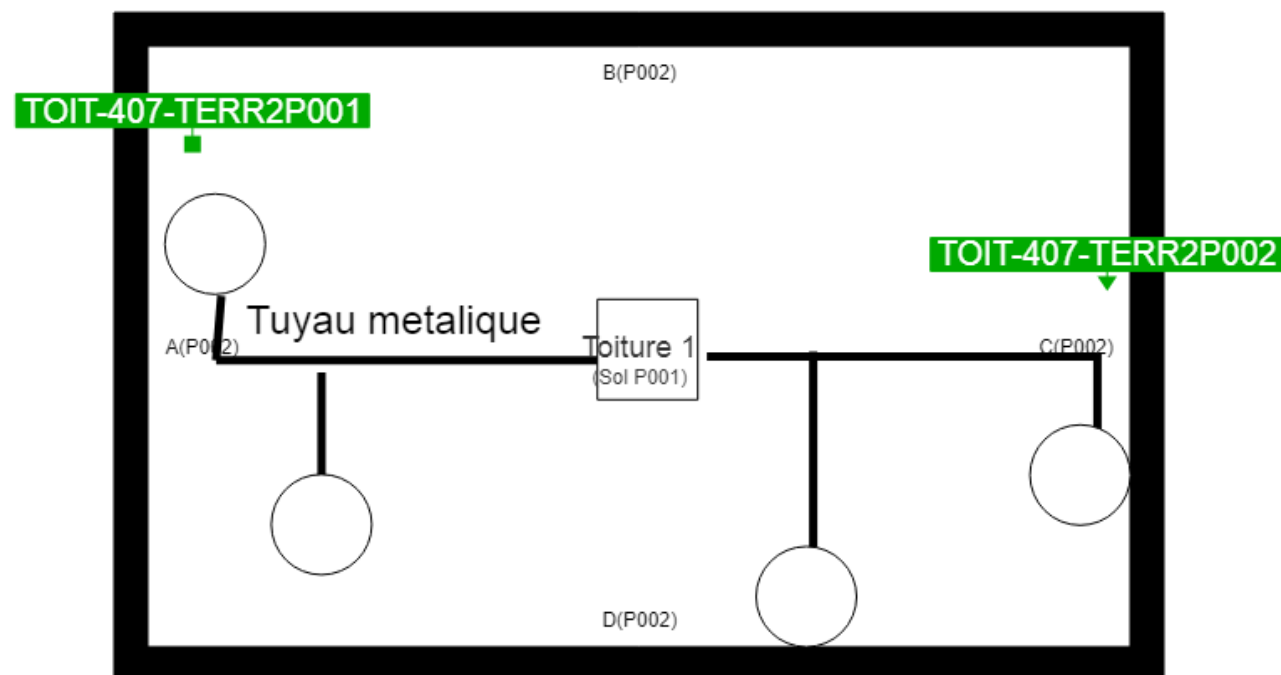 B(P002)
TOIT-407-TERR2P001
TOIT-407-TERR2P002
Tuyau metalique
A(P002)
Toiture 1
C(P002)
(Sol P001)
D(P002)